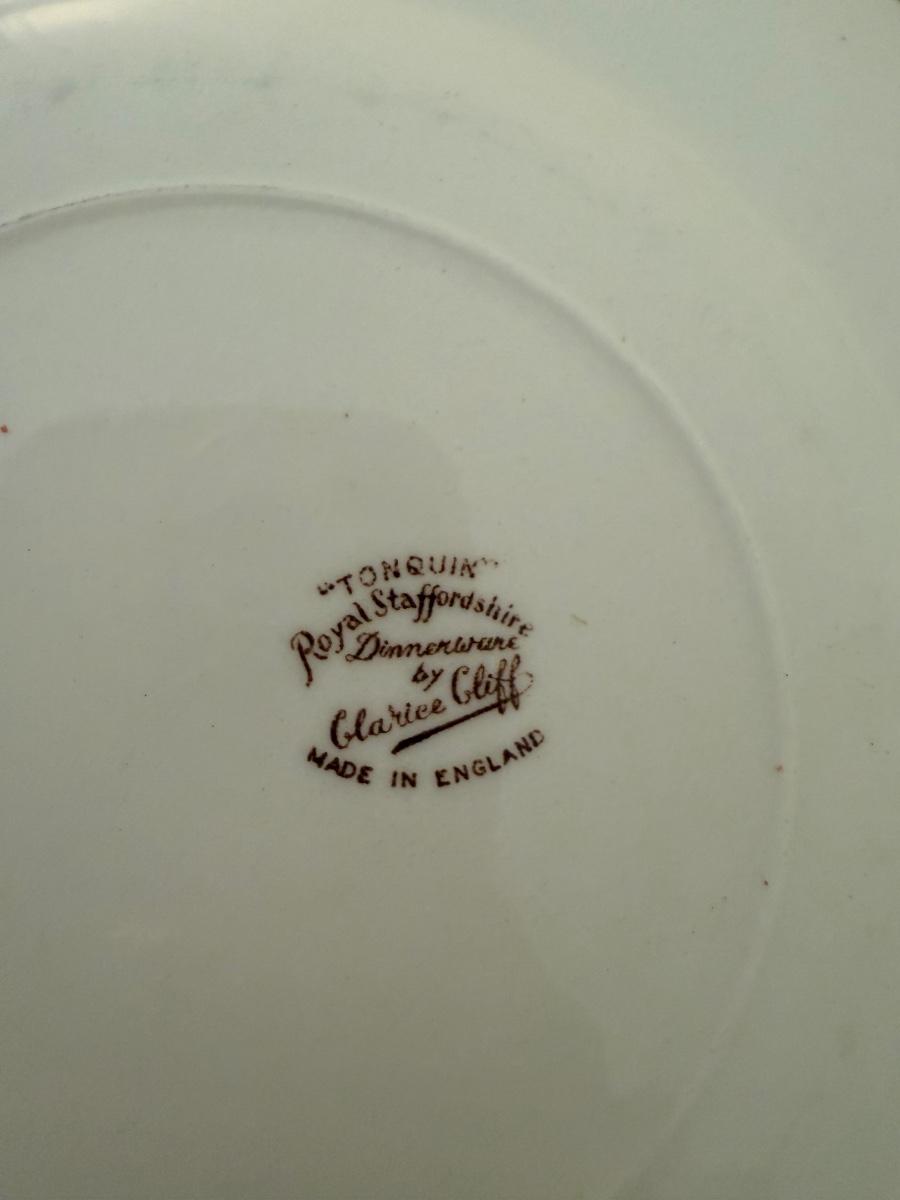 "TONQUIN"
Royal Staffordshire
Dinnerware
by
Clarice Cliff
MADE IN ENGLAND